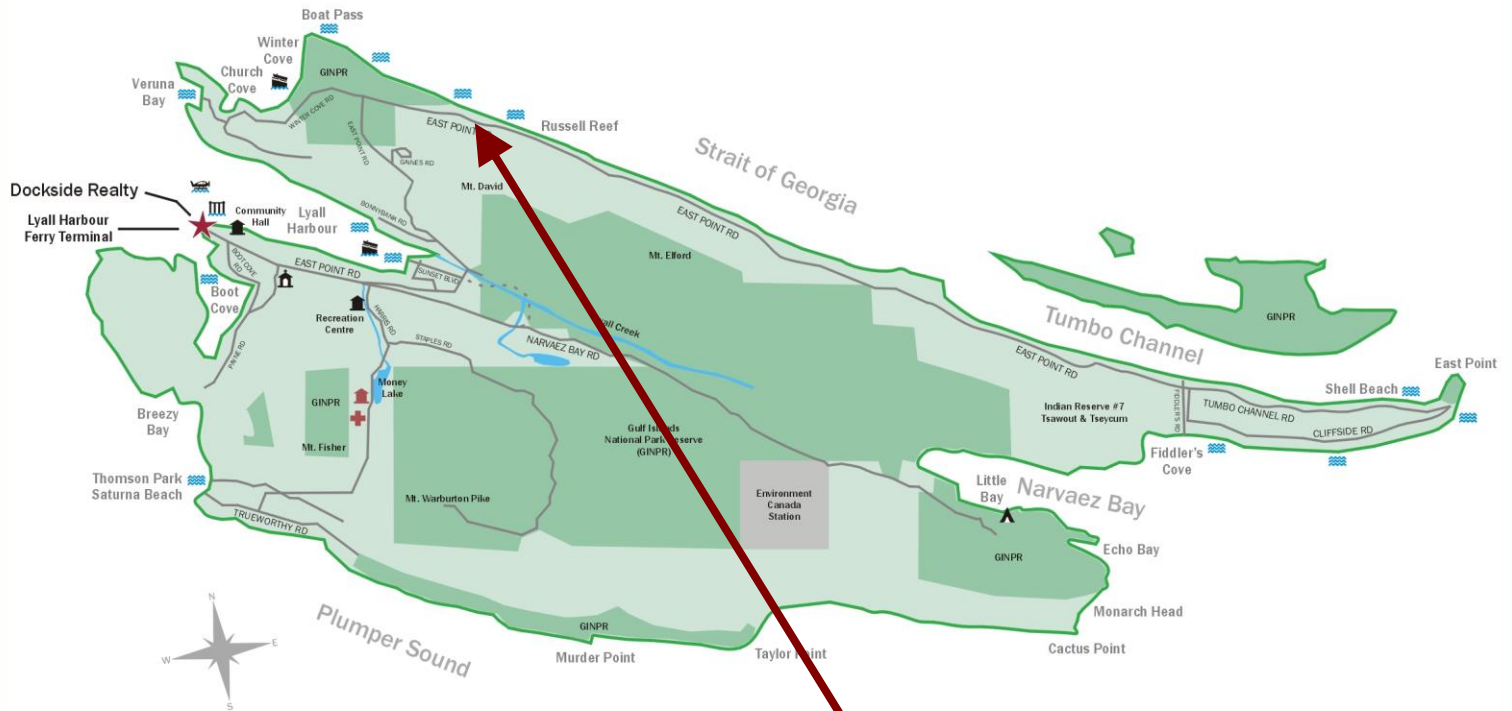 Boat Pass
Winter
Cove
Church
Cove
Veruna
Bay
GINPR
WINTER COVE RD
EAST POINT RD
EAST POINT
Russell Reef
GAINES RD
Strait of Georgia
Mt. David
Dockside Realty
Lyall Harbour
Ferry Terminal
Community
Hall
Lyall
Harbour
BONNYBANK RD
EAST POINT RD
Mt. Elford
BOOT COVE
RD
EAST POINT RD
SUNSET BLVD
Boot
Cove
GINPR
Tumbo Channel
Recreation
Centre
HARRIS RD
Creek
STAPLES RD
NARVAEZ BAY RD
PAYNE RD
EAST POINT RD
East Point
Shell Beach
Money
Lake
GINPR
Breezy
Bay
Indian Reserve #7
Tsawout & Tseycum
FIDDLER'S RD
TUMBO CHANNEL RD
CLIFFSIDE RD
Gulf Islands
National Park Reserve
(GINPR)
Mt. Fisher
Fiddler's
Cove
Thomson Park
Saturna Beach
Mt. Warburton Pike
Environment
Canada
Station
Little
Bay
Narvaez Bay
TRUEWORTHY RD
Echo Bay
GINPR
Monarch Head
N
W
E
S
Plumper Sound
GINPR
Murder Point
Taylor Point
Cactus Point